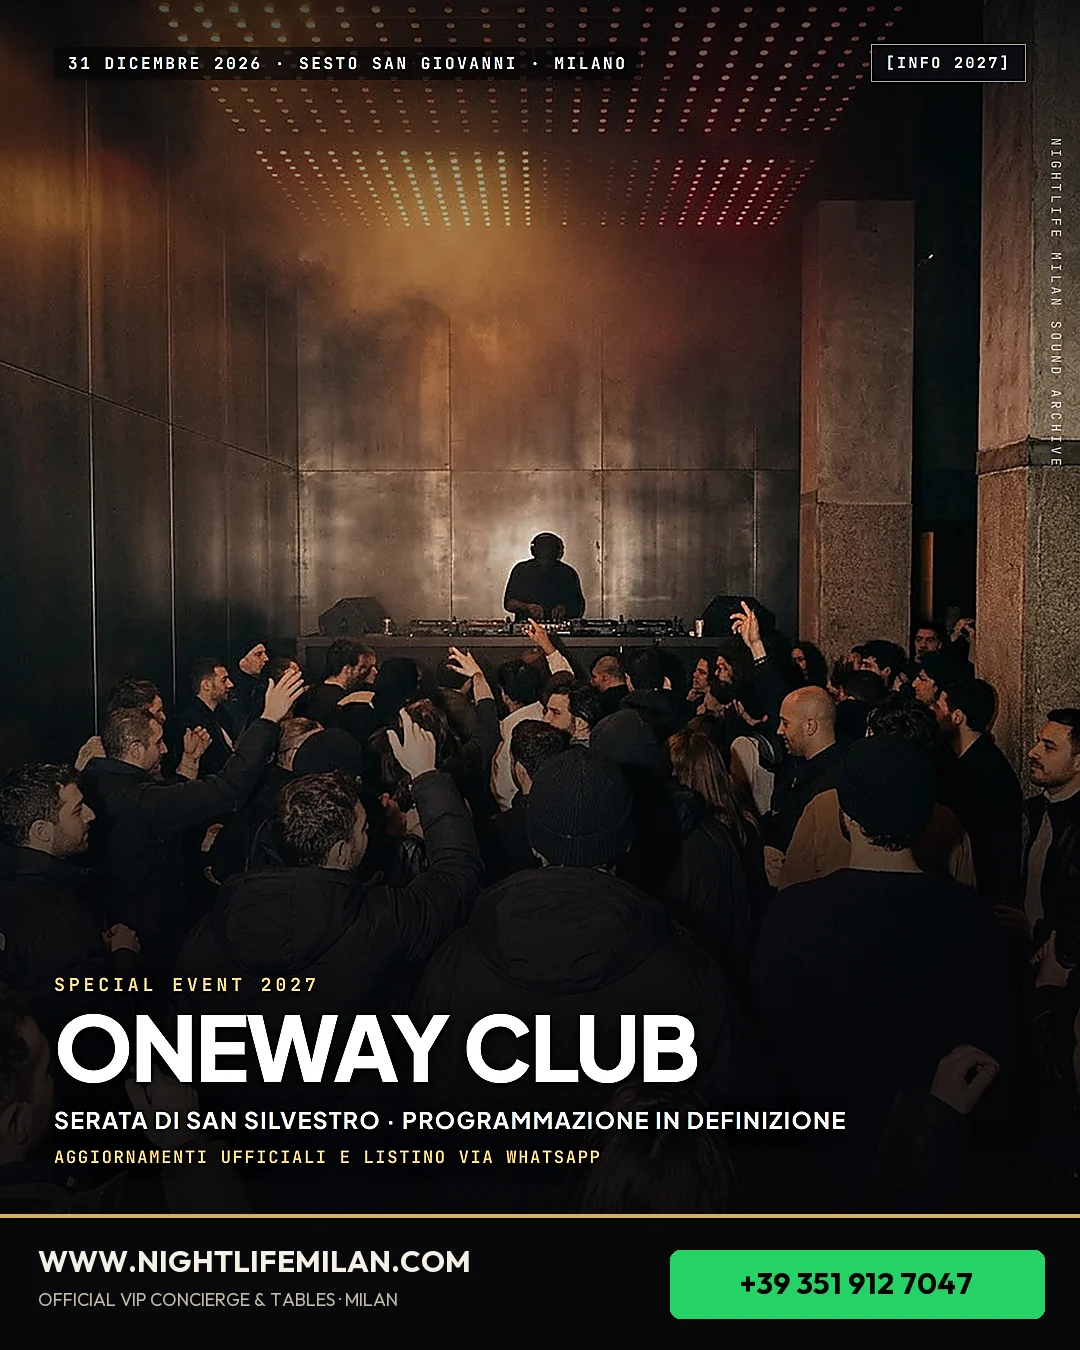 31 DICEMBRE 2026 · SESTO SAN GIOVANNI · MILANO
[INFO 2027]
NIGHTLIFE MILAN SOUND ARCHIVE
SPECIAL EVENT 2027
ONEWAY CLUB
SERATA DI SAN SILVESTRO · PROGRAMMAZIONE IN DEFINIZIONE
AGGIORNAMENTI UFFICIALI E LISTINO VIA WHATSAPP
WWW.NIGHTLIFEMILAN.COM
OFFICIAL VIP CONCIERGE & TABLES · MILAN
+39 351 912 7047